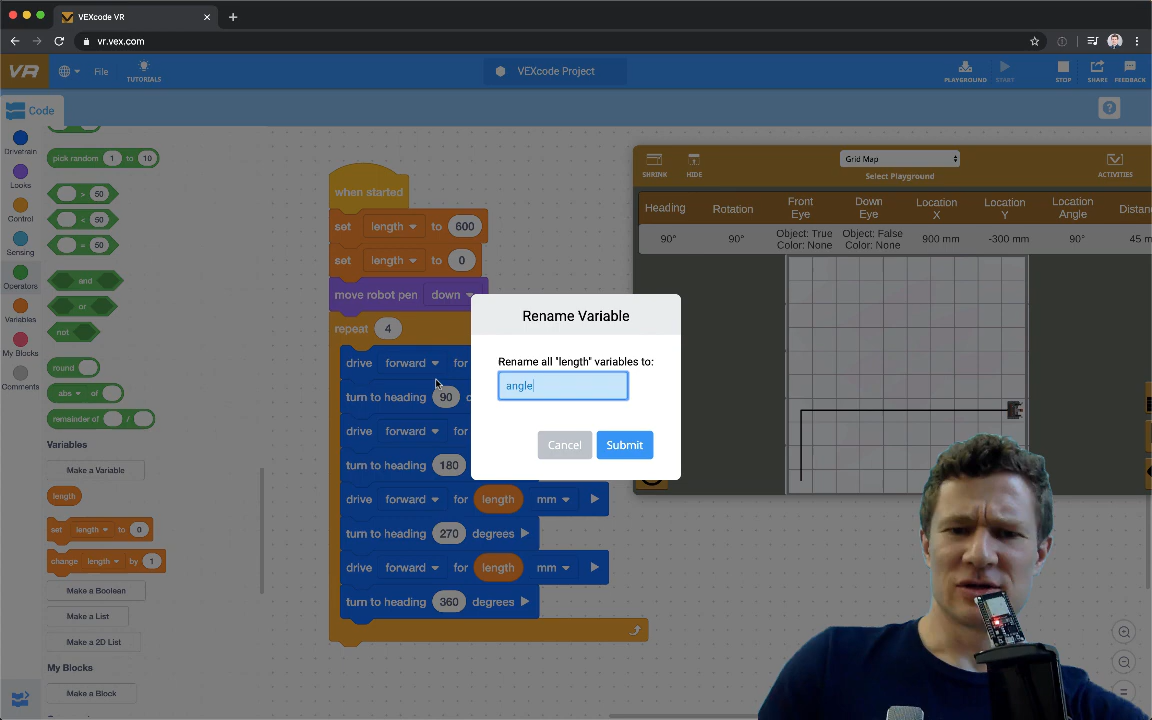 VEXcode VR
vr.vex.com
VR
File
TUTORIALS
VEXcode Project
PLAYGROUND
START
STOP
SHARE
FEEDBACK
Code
Drivetrain
Looks
Control
Sensing
Operators
Variables
My Blocks
Comments
pick random 1 to 10
> 50
< 50
= 50
and
or
not
round
abs of
remainder of /
Variables
Make a Variable
length
set length to 0
change length by 1
Make a Boolean
Make a List
Make a 2D List
My Blocks
Make a Block
when started
set length to 600
set length to 0
move robot pen down
repeat 4
drive forward for
turn to heading 90
drive forward for
turn to heading 180
drive forward for length mm
turn to heading 270 degrees
drive forward for length mm
turn to heading 360 degrees
Rename Variable
Rename all "length" variables to:
angle
Cancel
Submit
SHRINK
HIDE
Grid Map
Select Playground
ACTIVITIES
Heading
Rotation
Front Eye
Down Eye
Location X
Location Y
Location Angle
Distan
90°
90°
Object: True
Color: None
Object: False
Color: None
900 mm
-300 mm
90°
45 m